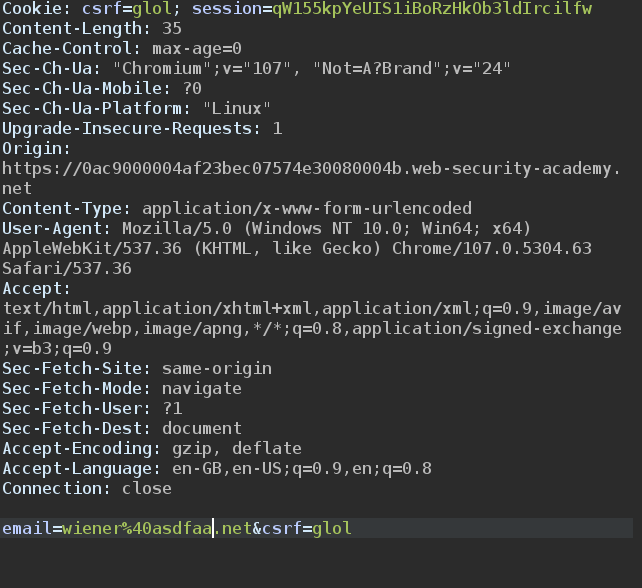 Cookie: csrf=glol; session=qW155kpYeUIS1iBoRzHkOb3ldIrcilfw
Content-Length: 35
Cache-Control: max-age=0
Sec-Ch-Ua: "Chromium";v="107", "Not=A?Brand";v="24"
Sec-Ch-Ua-Mobile: ?0
Sec-Ch-Ua-Platform: "Linux"
Upgrade-Insecure-Requests: 1
Origin:
https://0ac9000004af23bec07574e30080004b.web-security-academy.
net
Content-Type: application/x-www-form-urlencoded
User-Agent: Mozilla/5.0 (Windows NT 10.0; Win64; x64)
AppleWebKit/537.36 (KHTML, like Gecko) Chrome/107.0.5304.63
Safari/537.36
Accept:
text/html,application/xhtml+xml,application/xml;q=0.9,image/av
if,image/webp,image/apng,*/*;q=0.8,application/signed-exchange
;v=b3;q=0.9
Sec-Fetch-Site: same-origin
Sec-Fetch-Mode: navigate
Sec-Fetch-User: ?1
Sec-Fetch-Dest: document
Accept-Encoding: gzip, deflate
Accept-Language: en-GB,en-US;q=0.9,en;q=0.8
Connection: close
email=wiener%40asdfaa.net&csrf=glol